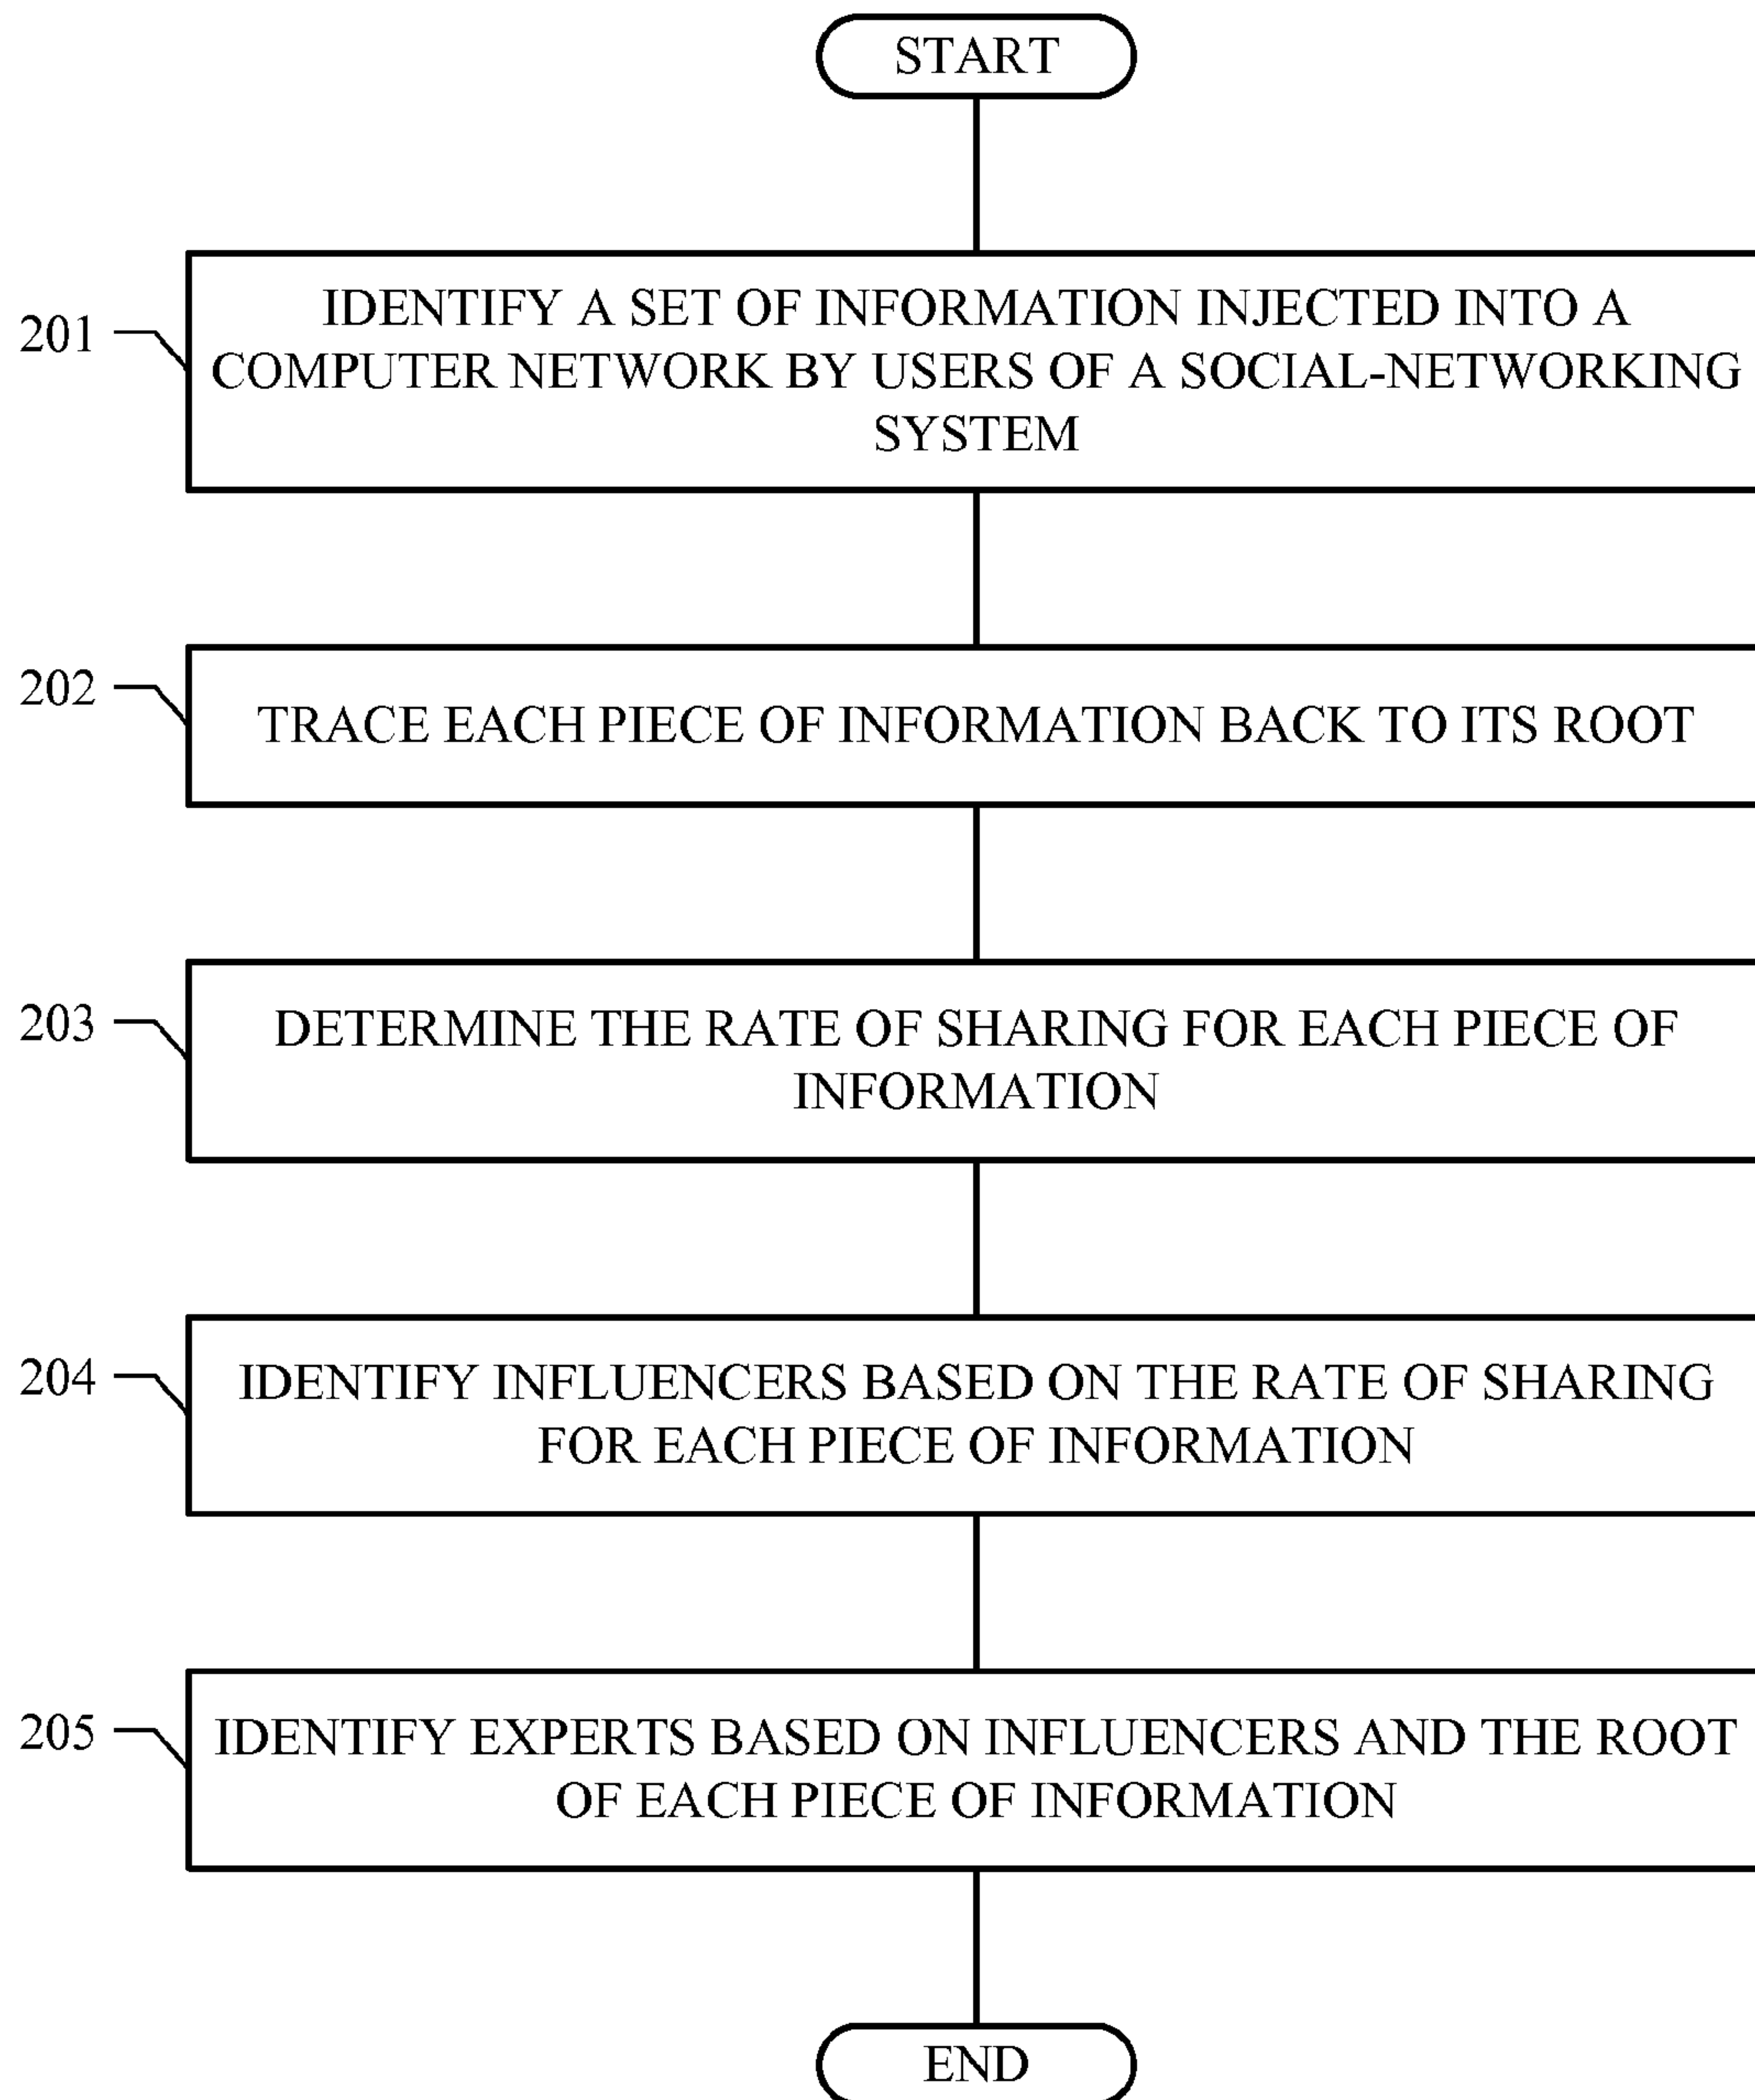 START
201
IDENTIFY A SET OF INFORMATION INJECTED INTO A
COMPUTER NETWORK BY USERS OF A SOCIAL-NETWORKING
SYSTEM
202
TRACE EACH PIECE OF INFORMATION BACK TO ITS ROOT
203
DETERMINE THE RATE OF SHARING FOR EACH PIECE OF
INFORMATION
204
IDENTIFY INFLUENCERS BASED ON THE RATE OF SHARING
FOR EACH PIECE OF INFORMATION
205
IDENTIFY EXPERTS BASED ON INFLUENCERS AND THE ROOT
OF EACH PIECE OF INFORMATION
END